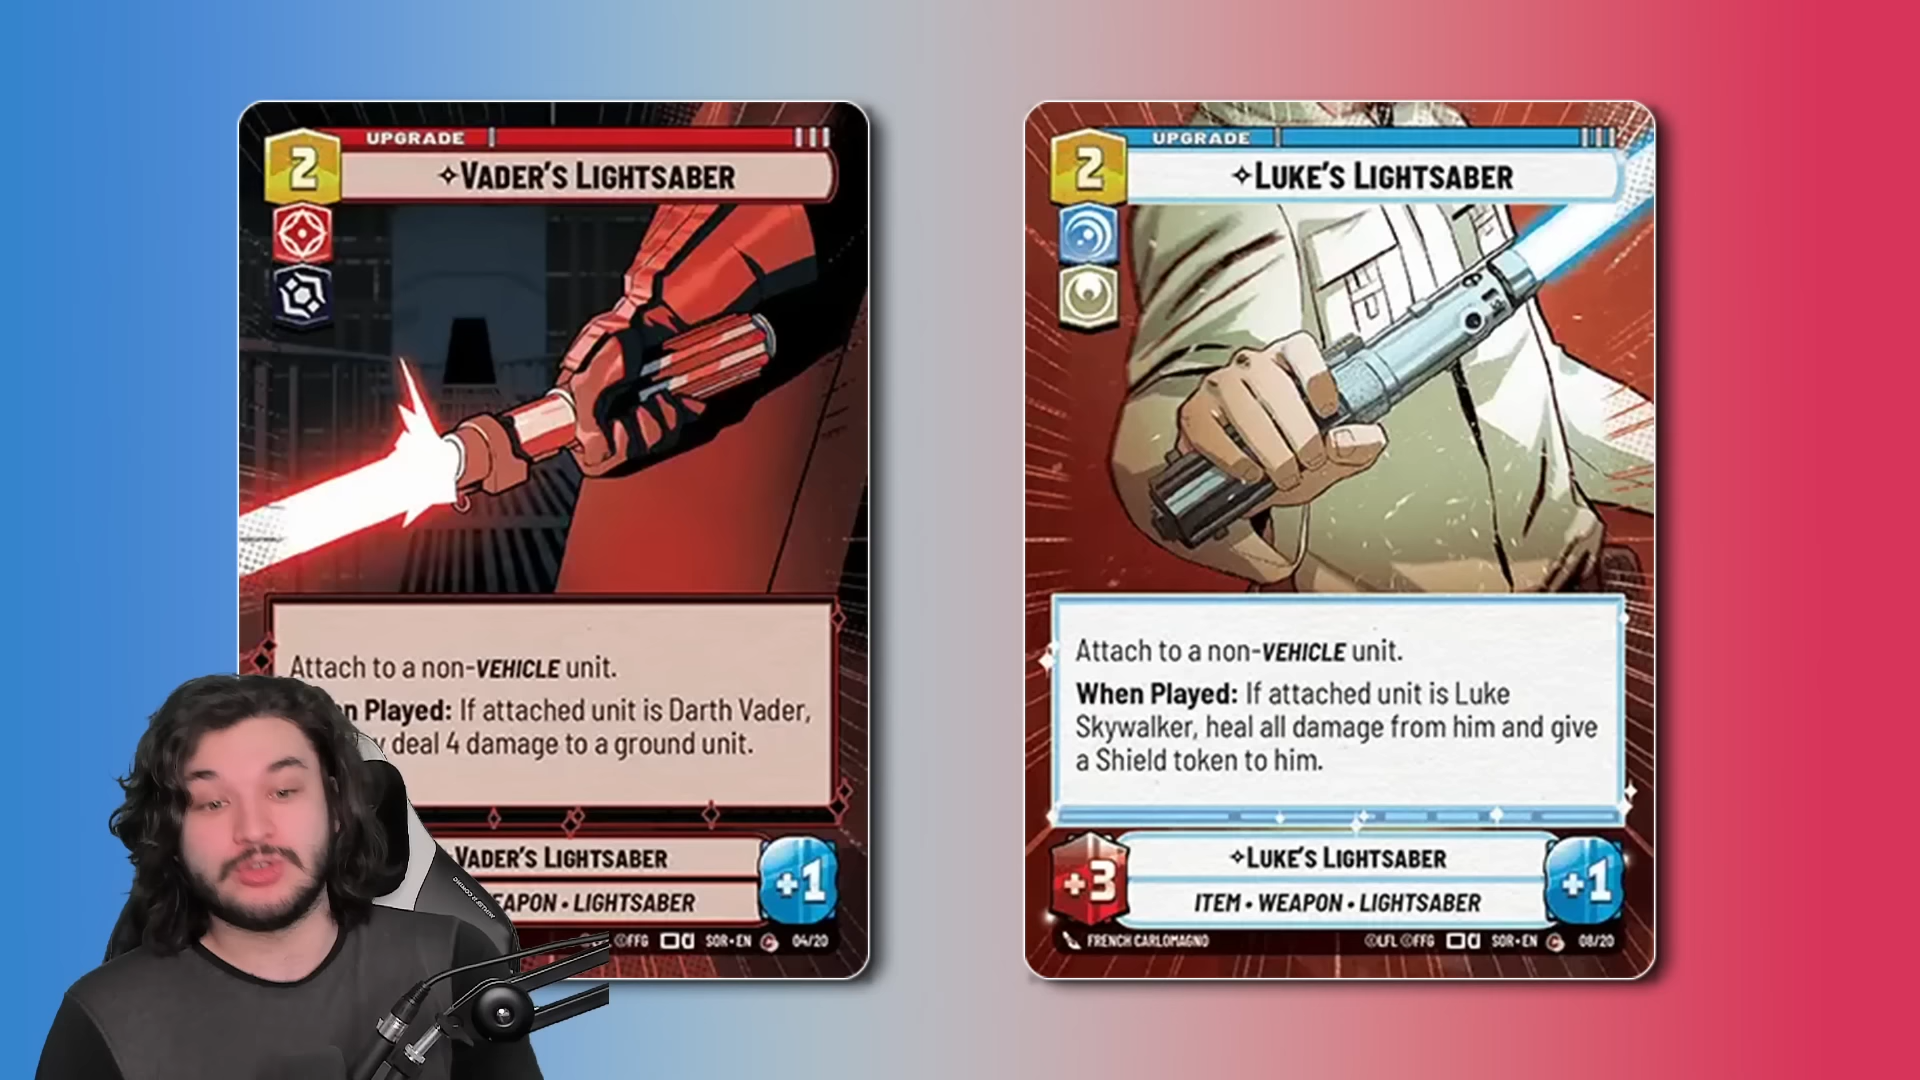 UPGRADE
2
VADER'S LIGHTSABER
Attach to a non-VEHICLE unit.
Played: If attached unit is Darth Vader,
deal 4 damage to a ground unit.
VADER'S LIGHTSABER
+1
LIGHTSABER
FFG SOR•EN 04/20
UPGRADE
2
LUKE'S LIGHTSABER
Attach to a non-VEHICLE unit.
When Played: If attached unit is Luke
Skywalker, heal all damage from him and give
a Shield token to him.
+3
LUKE'S LIGHTSABER
+1
ITEM • WEAPON • LIGHTSABER
FRENCH CARLOMAGNO ©LFL ©FFG SOR•EN C 08/20